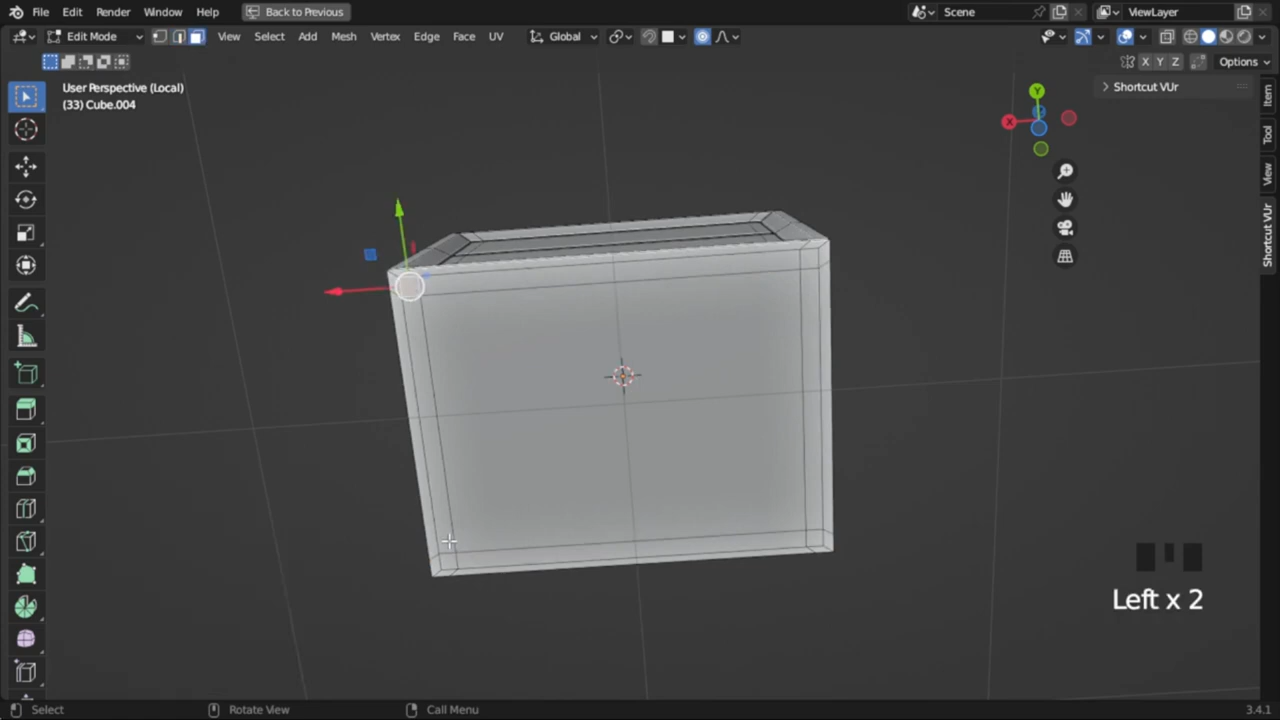 File Edit Render Window Help Back to Previous Scene ViewLayer
Edit Mode View Select Add Mesh Vertex Edge Face UV Global
X Y Z Options
User Perspective (Local)
(33) Cube.004
Shortcut VUr
Item
Tool
View
Shortcut VUr
Y
X
Left x 2
Select Rotate View Call Menu 3.4.1